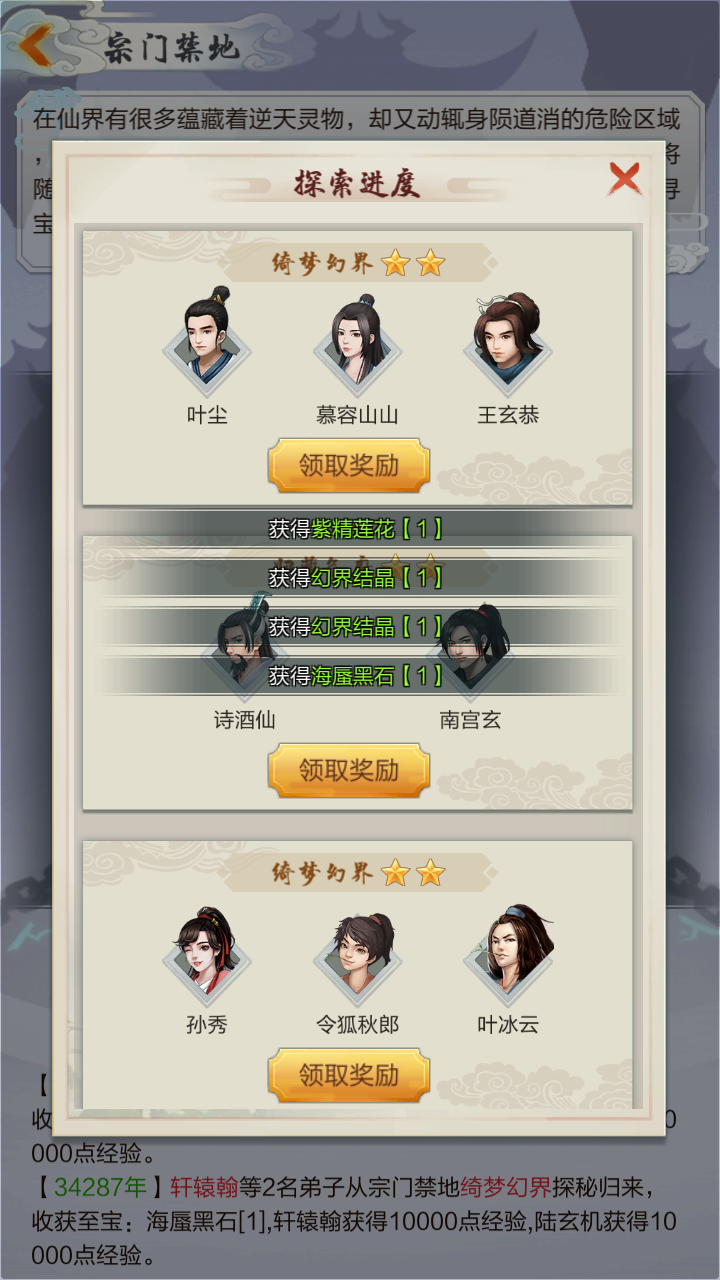 宗门禁地
在仙界有很多蕴藏着逆天灵物，却又动辄身陨道消的危险区域
，
将
随
寻
宝
探索进度
绮梦幻界
叶尘
慕容山山
王玄恭
领取奖励
获得紫精莲花【1】
获得幻界结晶【1】
获得幻界结晶【1】
获得海蜃黑石【1】
诗酒仙
南宫玄
领取奖励
绮梦幻界
孙秀
令狐秋郎
叶冰云
领取奖励
【
收
0
000点经验。
【34287年】轩辕翰等2名弟子从宗门禁地绮梦幻界探秘归来，
收获至宝：海蜃黑石[1],轩辕翰获得10000点经验,陆玄机获得10
000点经验。